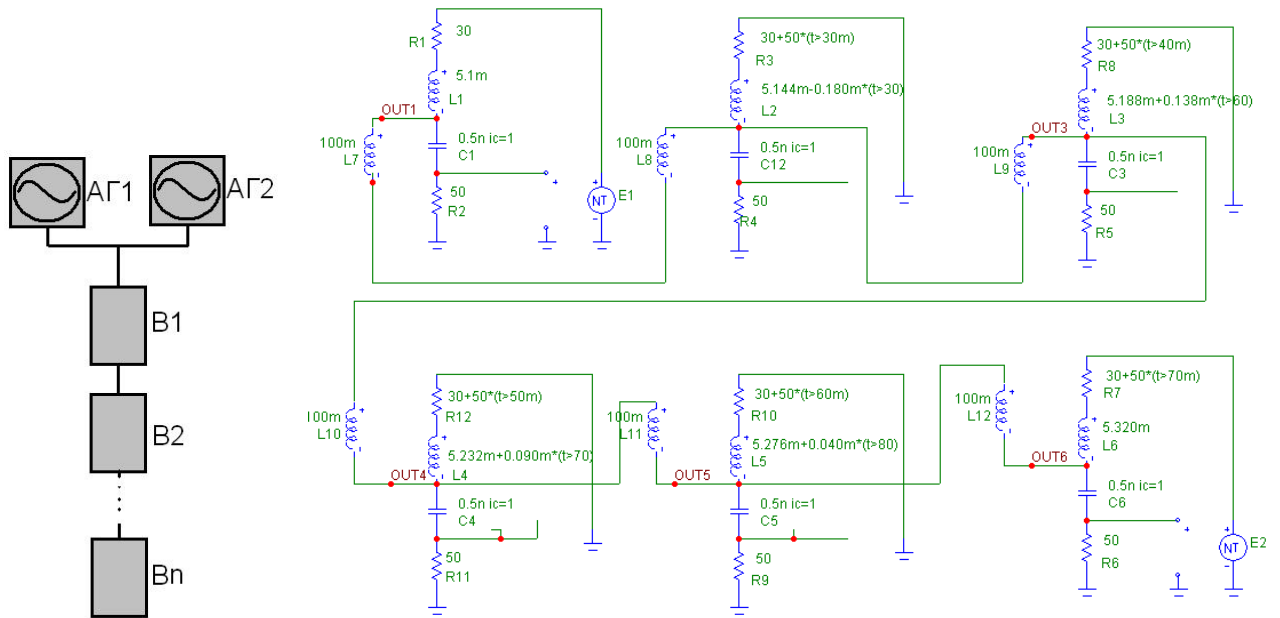 АГ1
АГ2
В1
В2
Вn
30
R1
5.1m
L1
OUT1
100m
L7
0.5n ic=1
C1
50
R2
NT
E1
30+50*(t>30m)
R3
5.144m-0.180m*(t>30)
L2
100m
L8
0.5n ic=1
C12
50
R4
30+50*(t>40m)
R8
5.188m+0.138m*(t>60)
L3
OUT3
100m
L9
0.5n ic=1
C3
50
R5
30+50*(t>50m)
R12
100m
L10
5.232m+0.090m*(t>70)
L4
OUT4
0.5n ic=1
C4
50
R11
30+50*(t>60m)
R10
100m
L11
5.276m+0.040m*(t>80)
L5
OUT5
0.5n ic=1
C5
50
R9
30+50*(t>70m)
R7
100m
L12
5.320m
L6
OUT6
0.5n ic=1
C6
50
R6
NT
E2